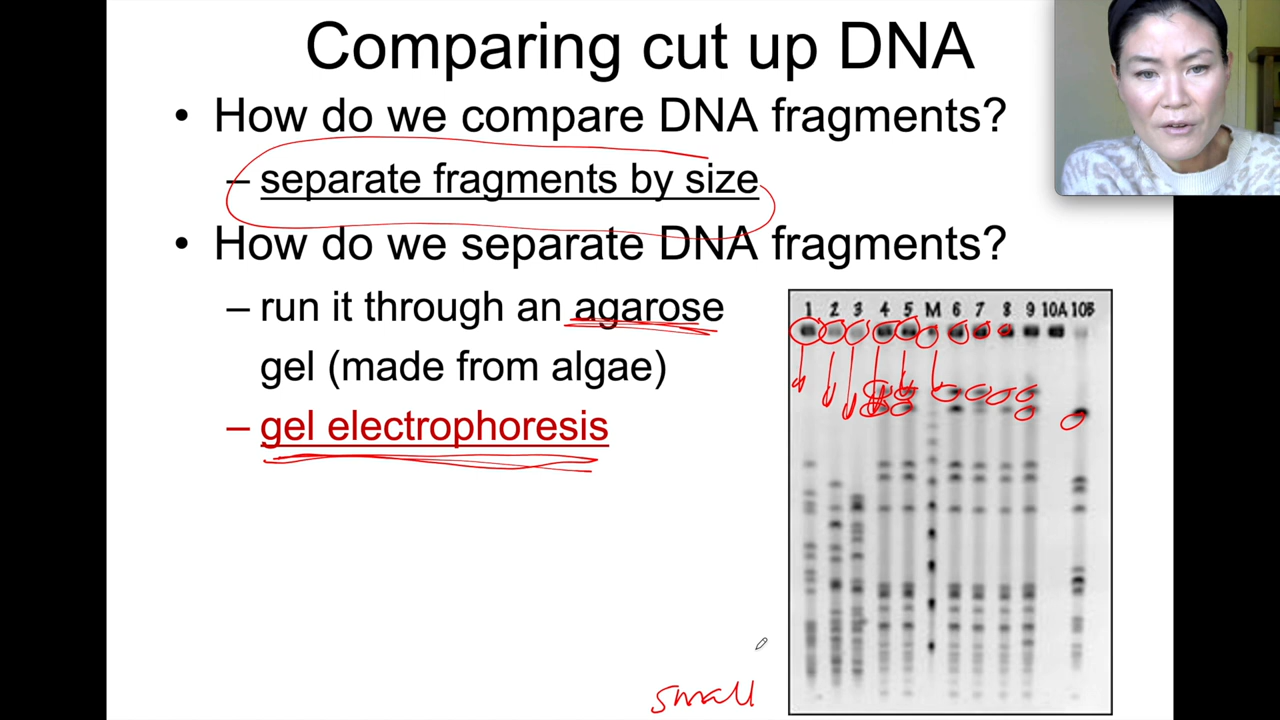 Comparing cut up DNA
• How do we compare DNA fragments?
– separate fragments by size
• How do we separate DNA fragments?
– run it through an agarose
gel (made from algae)
– gel electrophoresis
1 2 3 4 5 M 6 7 8 9 10A 10B
small